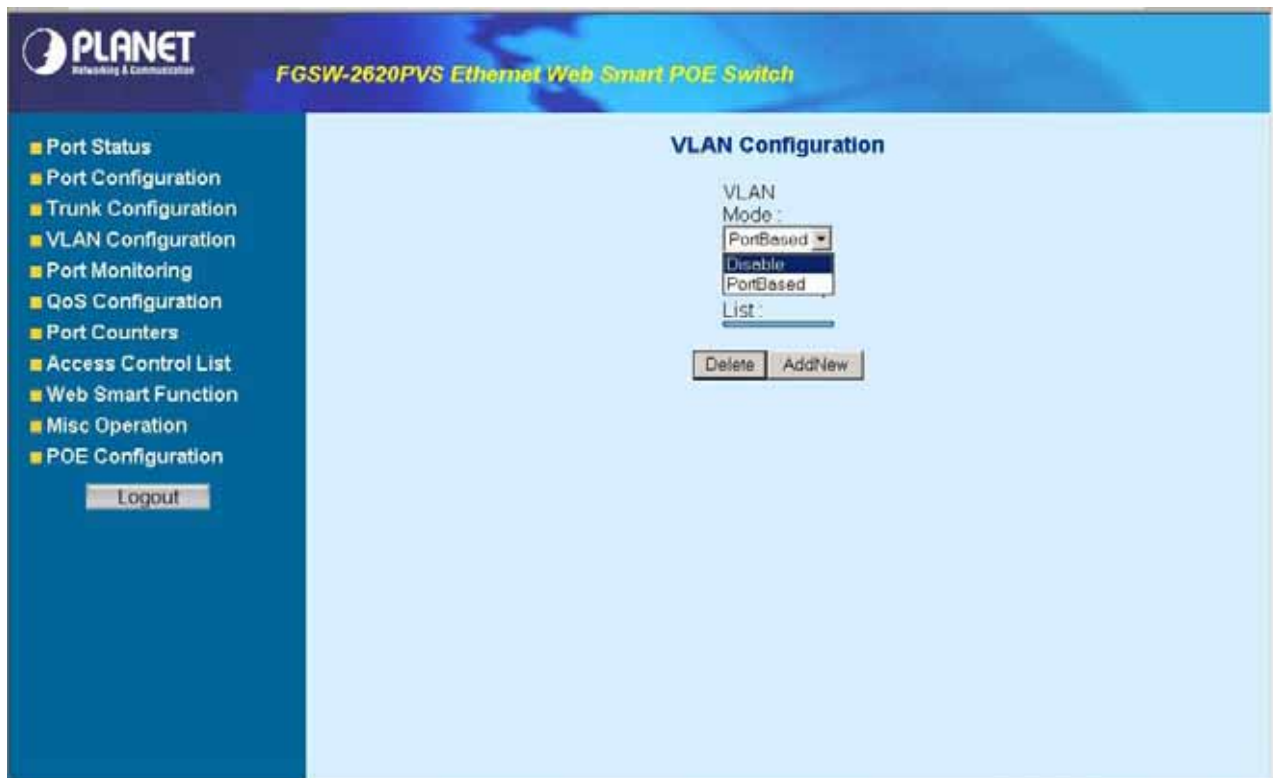 PLANET
Networking & Communication
FGSW-2620PVS Ethernet Web Smart POE Switch
Port Status
Port Configuration
Trunk Configuration
VLAN Configuration
Port Monitoring
QoS Configuration
Port Counters
Access Control List
Web Smart Function
Misc Operation
POE Configuration
Logout
VLAN Configuration
VLAN
Mode :
PortBased
Disable
PortBased
List :
Delete
AddNew